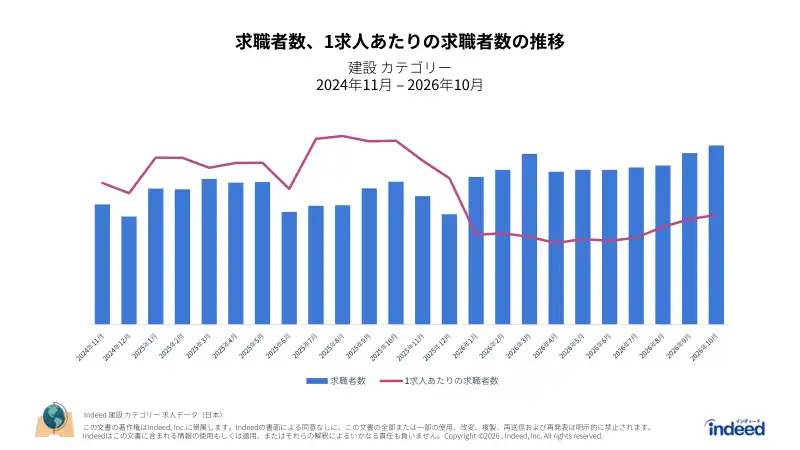 求職者数、1求人あたりの求職者数の推移
建設 カテゴリー
2024年11月 – 2026年10月
2024年11月
2024年12月
2025年1月
2025年2月
2025年3月
2025年4月
2025年5月
2025年6月
2025年7月
2025年8月
2025年9月
2025年10月
2025年11月
2025年12月
2026年1月
2026年2月
2026年3月
2026年4月
2026年5月
2026年6月
2026年7月
2026年8月
2026年9月
2026年10月
求職者数 1求人あたりの求職者数
Indeed 建設 カテゴリー 求人データ（日本）
この文書の著作権はIndeed, Inc.に帰属します。Indeedの書面による同意なしに、この文書の全部または一部の使用、改変、複製、再送信および再発表は明示的に禁止されます。
Indeedはこの文書に含まれる情報の使用もしくは適用、またはそれらの解釈によるいかなる責任も負いません。Copyright ©2026 , Indeed, Inc. All rights reserved.
インディード
indeed